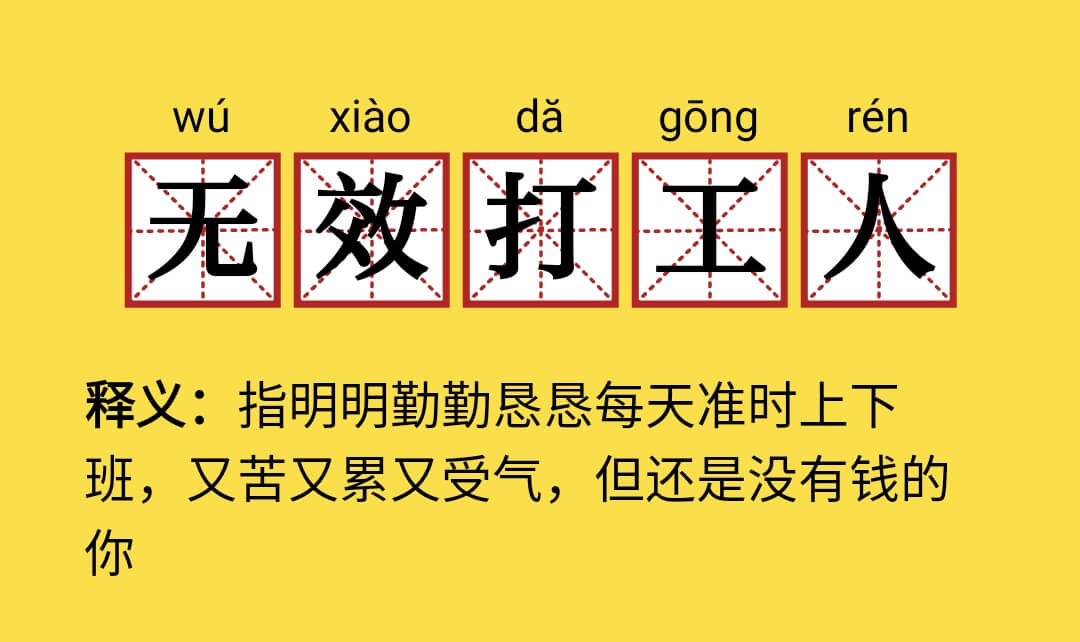 wú xiào dǎ gōng rén
无效打工人
释义：指明明勤勤恳恳每天准时上下
班，又苦又累又受气，但还是没有钱的
你